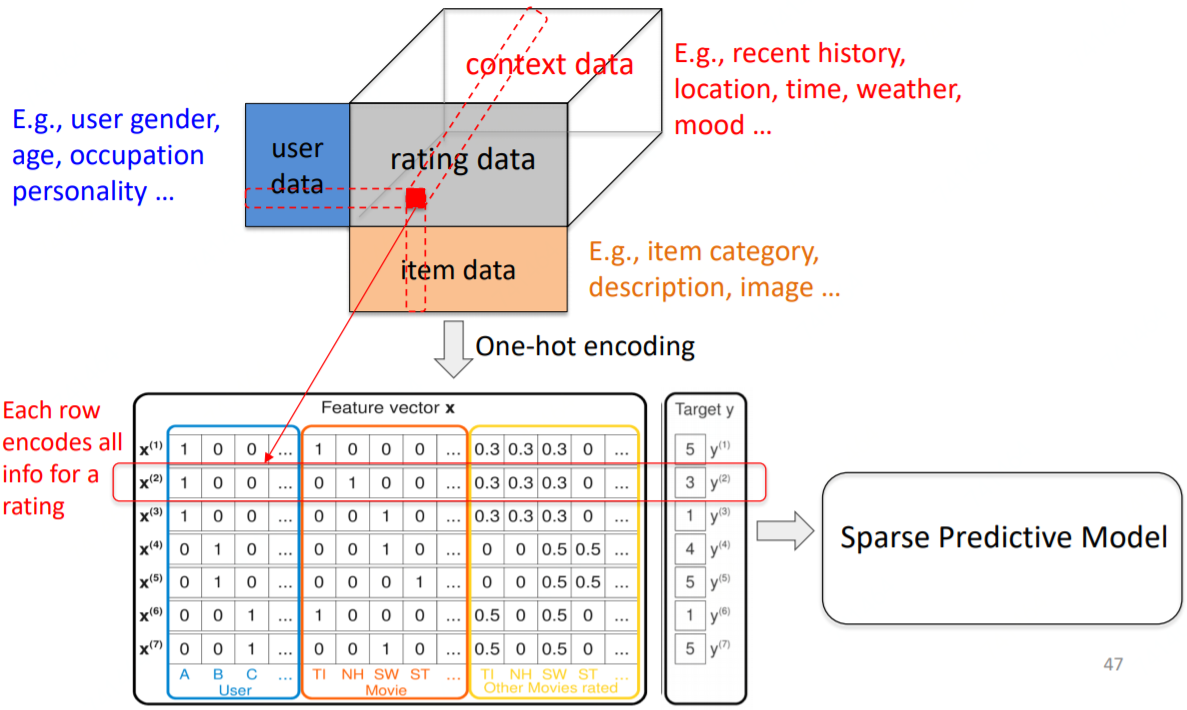 context data
E.g., recent history,
location, time, weather,
mood ...
E.g., user gender,
age, occupation
personality ...
user
data
rating data
item data
E.g., item category,
description, image ...
One-hot encoding
Each row
encodes all
info for a
rating
Feature vector x
Target y
x(1) 1 0 0 ... 1 0 0 0 ... 0.3 0.3 0.3 0 ... 5 y(1)
x(2) 1 0 0 ... 0 1 0 0 ... 0.3 0.3 0.3 0 ... 3 y(2)
x(3) 1 0 0 ... 0 0 1 0 ... 0.3 0.3 0.3 0 ... 1 y(3)
x(4) 0 1 0 ... 0 0 1 0 ... 0 0 0.5 0.5 ... 4 y(4)
x(5) 0 1 0 ... 0 0 0 1 ... 0 0 0.5 0.5 ... 5 y(5)
x(6) 0 0 1 ... 1 0 0 0 ... 0.5 0 0.5 0 ... 1 y(6)
x(7) 0 0 1 ... 0 0 1 0 ... 0.5 0 0.5 0 ... 5 y(7)
A B C ... TI NH SW ST ... TI NH SW ST ...
User Movie Other Movies rated
Sparse Predictive Model
47